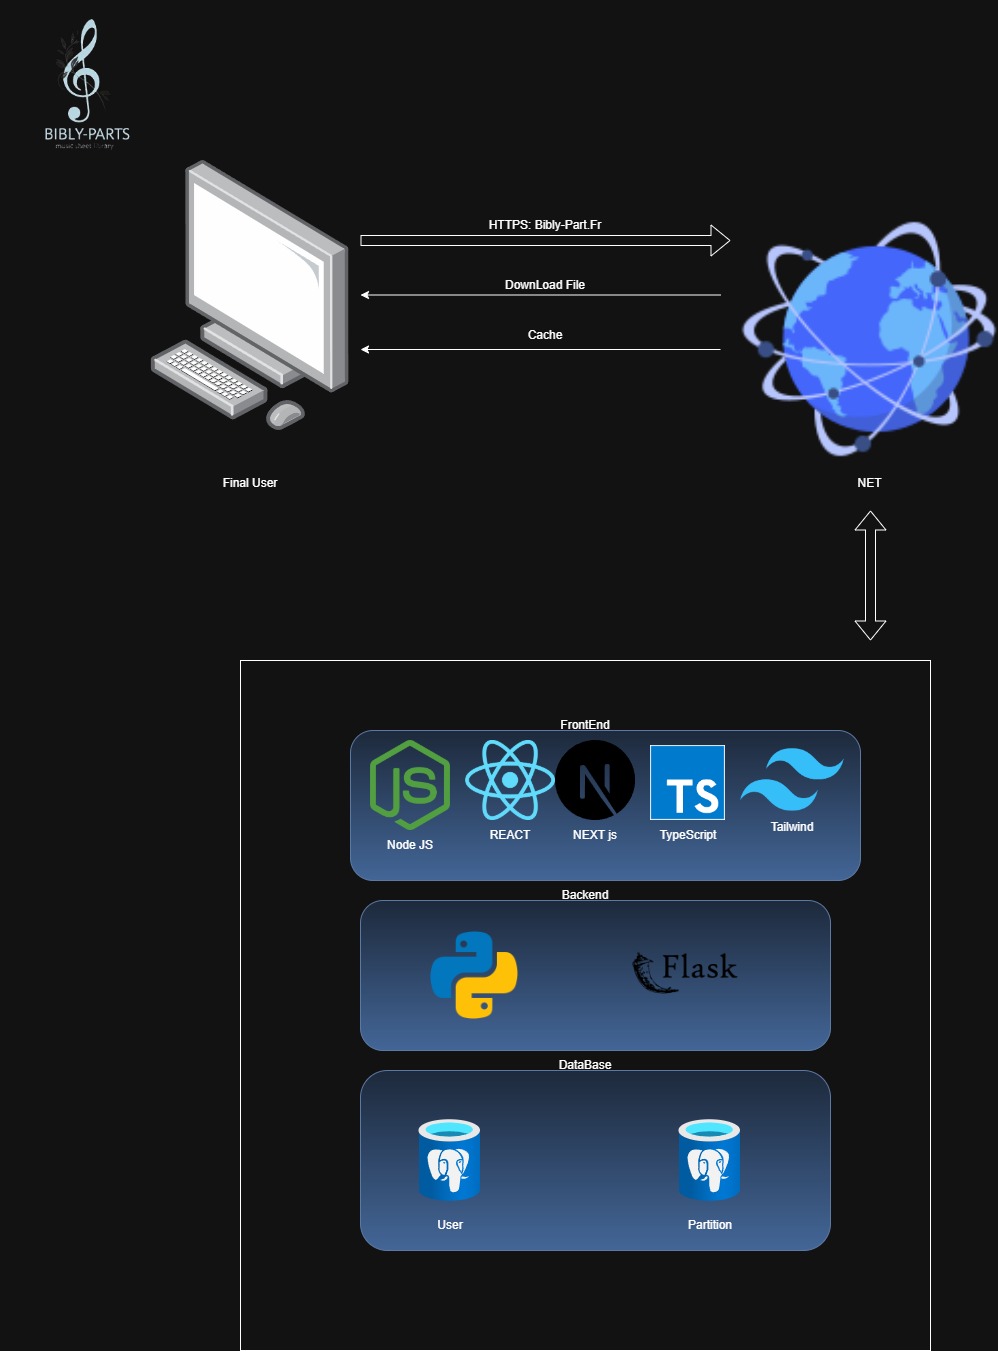 BIBLY-PARTS
music sheet library
HTTPS: Bibly-Part.Fr
DownLoad File
Cache
Final User
NET
FrontEnd
JS
N
TS
Node JS
REACT
NEXT js
TypeScript
Tailwind
Backend
Flask
DataBase
User
Partition